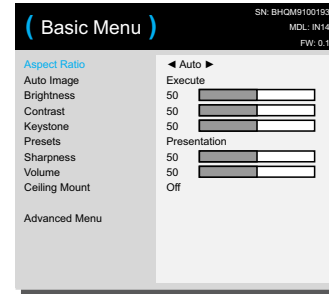 ( Basic Menu )
SN: BHQM9100193
MDL: IN14
FW: 0.1
Aspect Ratio ◄ Auto ►
Auto Image Execute
Brightness 50
Contrast 50
Keystone 50
Presets Presentation
Sharpness 50
Volume 50
Ceiling Mount Off
Advanced Menu